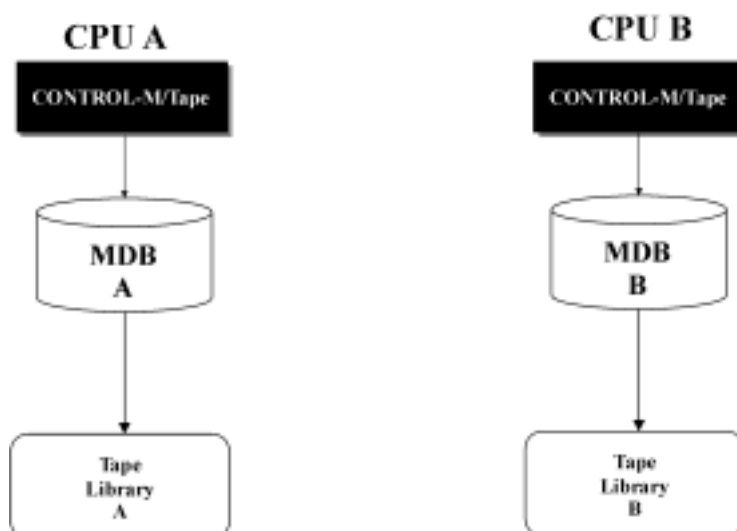 CPU A
CONTROL-M/Tape
MDB
A
Tape
Library
A
CPU B
CONTROL-M/Tape
MDB
B
Tape
Library
B